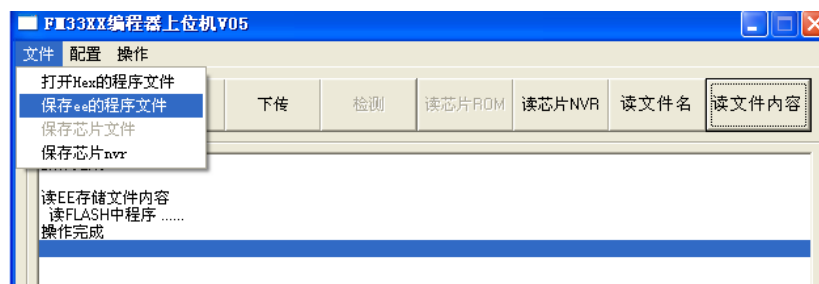 FM33XX编程器上位机V05
文件 配置 操作
打开Hex的程序文件
保存ee的程序文件
保存芯片文件
保存芯片nvr
下传 检测 读芯片ROM 读芯片NVR 读文件名 读文件内容
读EE存储文件内容
读FLASH中程序 ......
操作完成